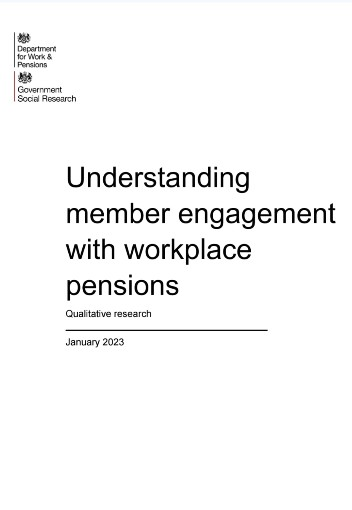 Department
for Work &
Pensions
Government
Social Research
Understanding
member engagement
with workplace
pensions
Qualitative research
January 2023